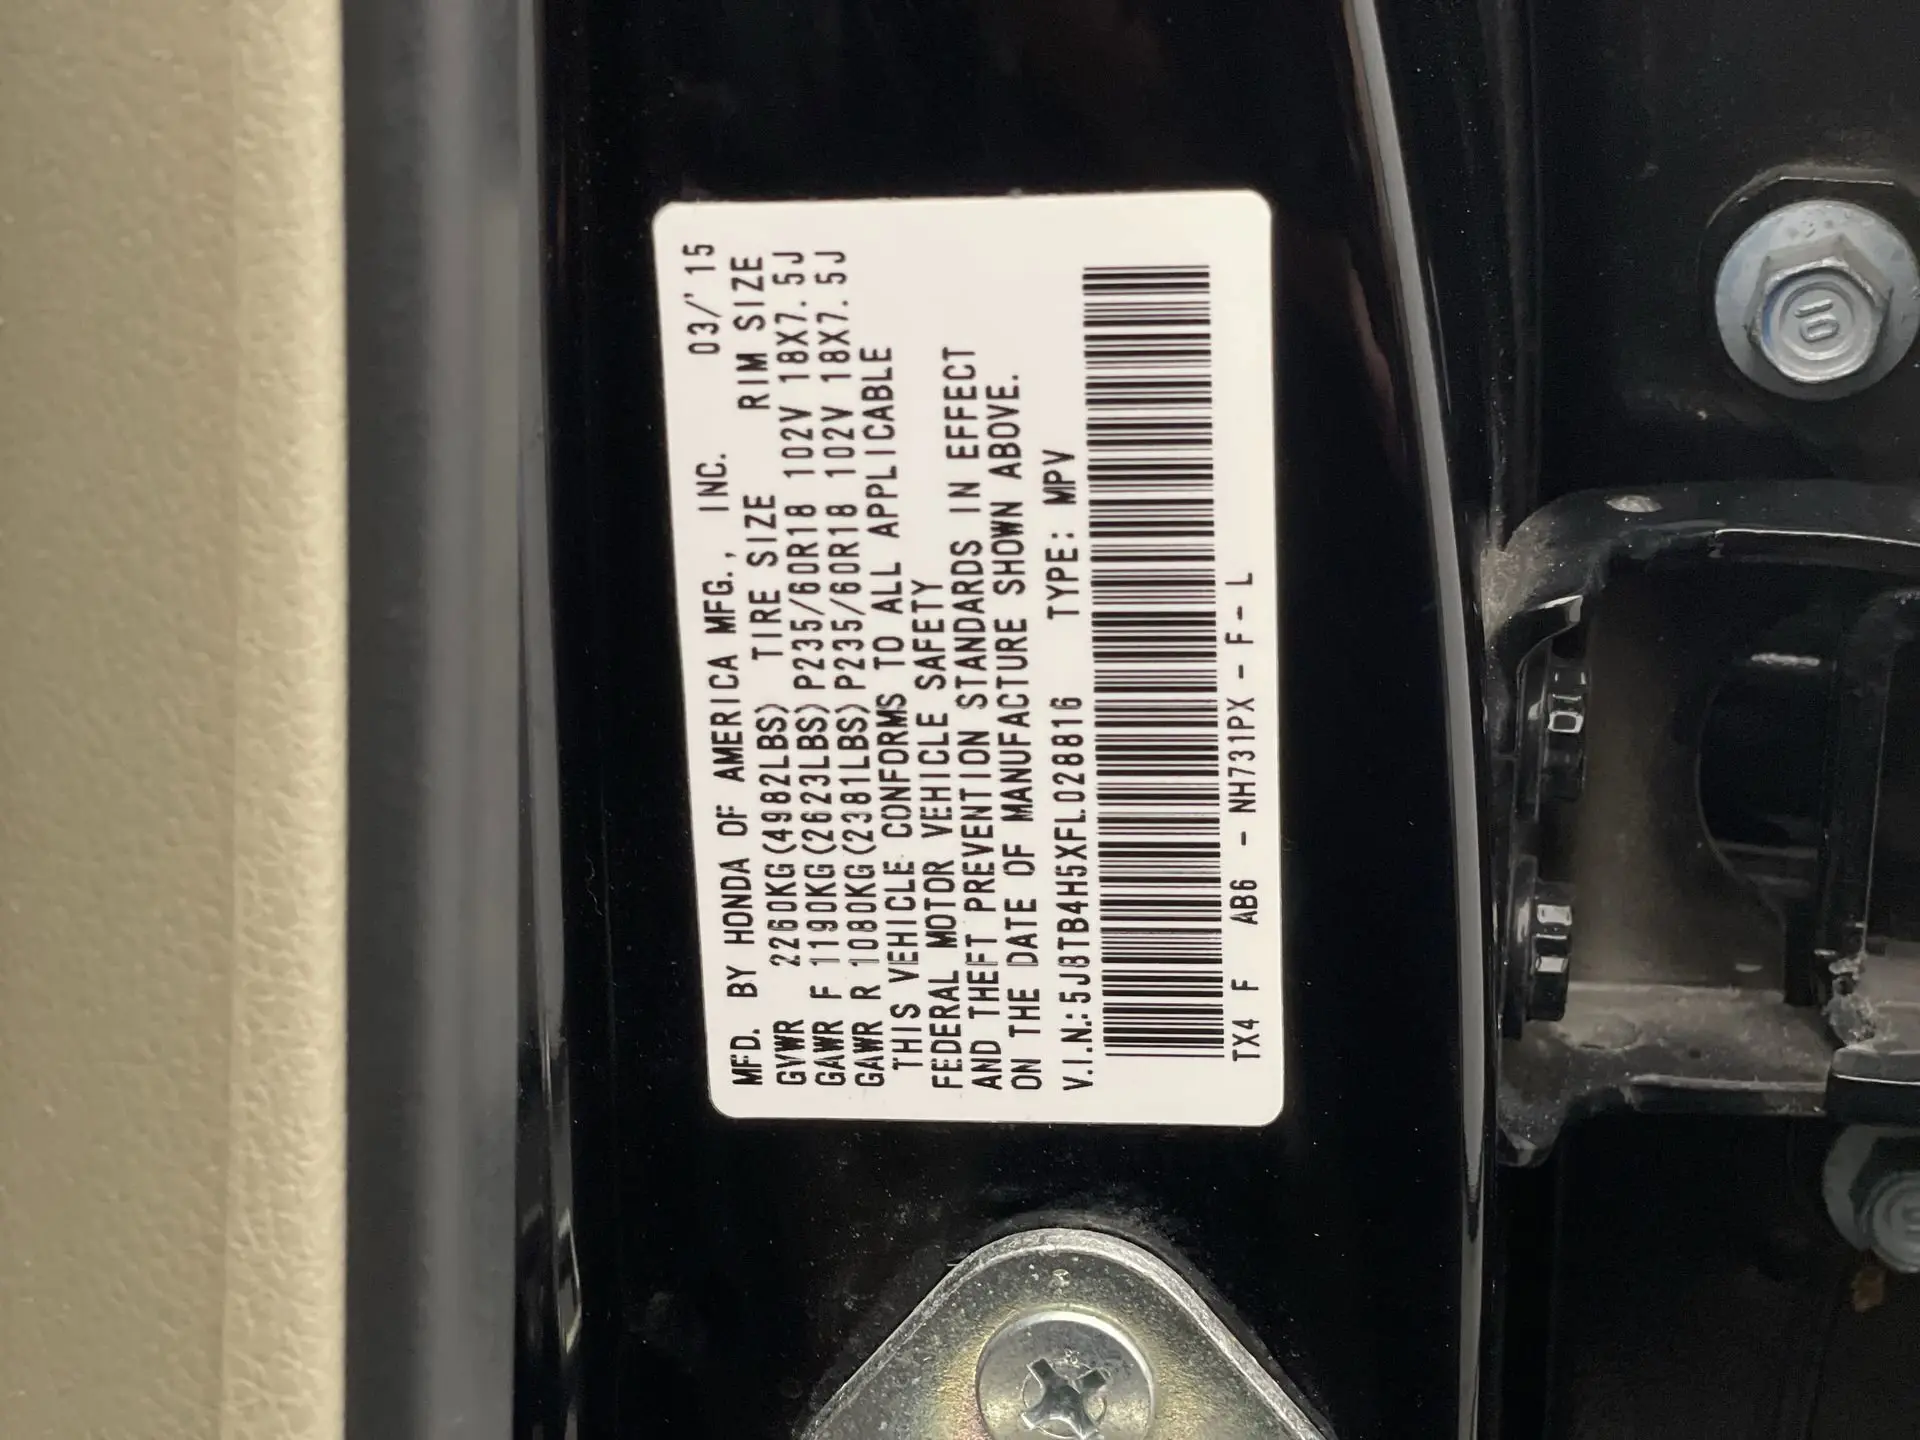 MFD. BY HONDA OF AMERICA MFG., INC. 03/'15
GVWR 2260KG(4982LBS) TIRE SIZE RIM SIZE
GAWR F 1190KG(2623LBS)P235/60R18 102V 18X7.5J
GAWR R 1080KG(2381LBS)P235/60R18 102V 18X7.5J
THIS VEHICLE CONFORMS TO ALL APPLICABLE
FEDERAL MOTOR VEHICLE SAFETY
AND THEFT PREVENTION STANDARDS IN EFFECT
ON THE DATE OF MANUFACTURE SHOWN ABOVE.
V.I.N.:5J8TB4H5XFL028816 TYPE: MPV
TX4 F AB6 - NH731PX - F - L
10